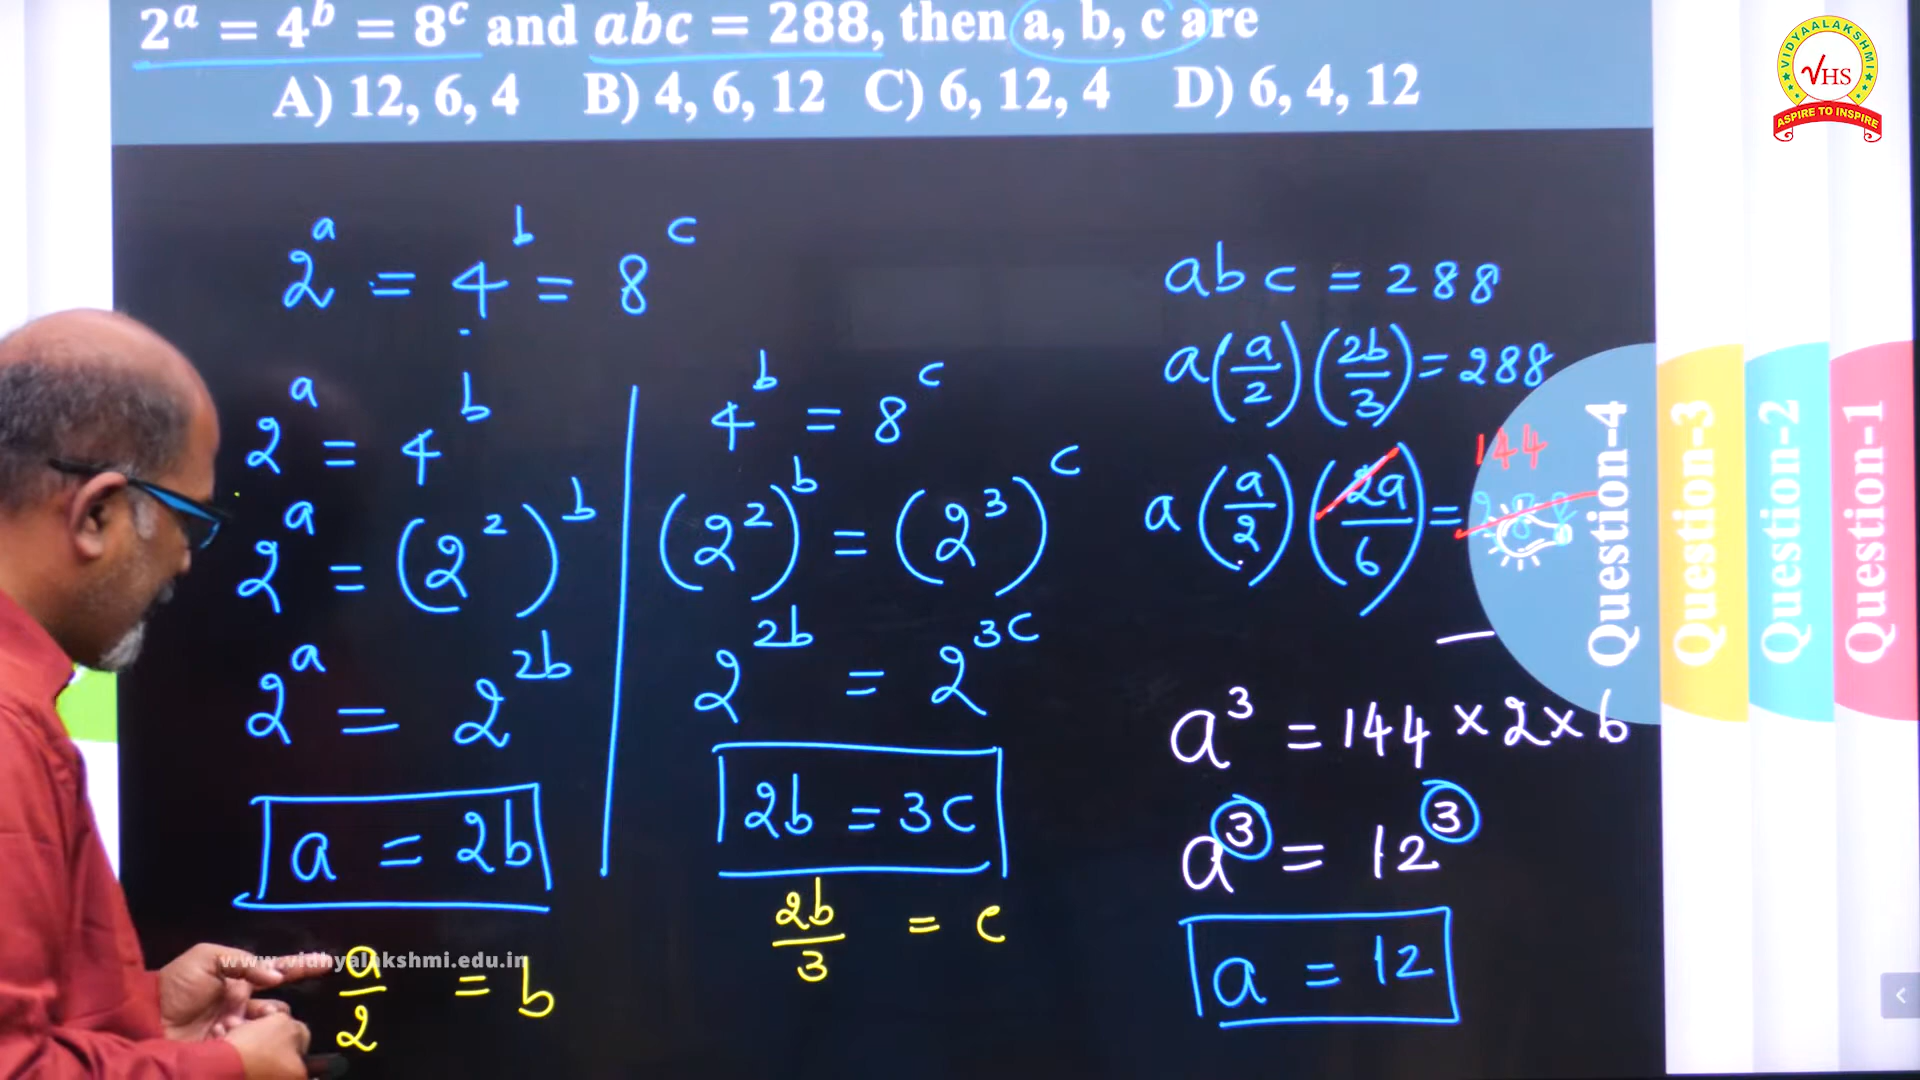 2^a = 4^b = 8^c and abc = 288, then a, b, c are
A) 12, 6, 4 B) 4, 6, 12 C) 6, 12, 4 D) 6, 4, 12
VIDYAALAKSHMI
VHS
ASPIRE TO INSPIRE
2^a = 4^b = 8^c
2^a = 4^b
2^a = (2^2)^b
2^a = 2^2b
a = 2b
a/2 = b
4^b = 8^c
(2^2)^b = (2^3)^c
2^2b = 2^3c
2b = 3c
2b/3 = c
abc = 288
a(a/2)(2b/3) = 288
144
a(a/2)(2a/6) = 288
a^3 = 144 × 2 × 6
a^3 = 12^3
a = 12
Question-4
Question-3
Question-2
Question-1
www.vidhyalakshmi.edu.in